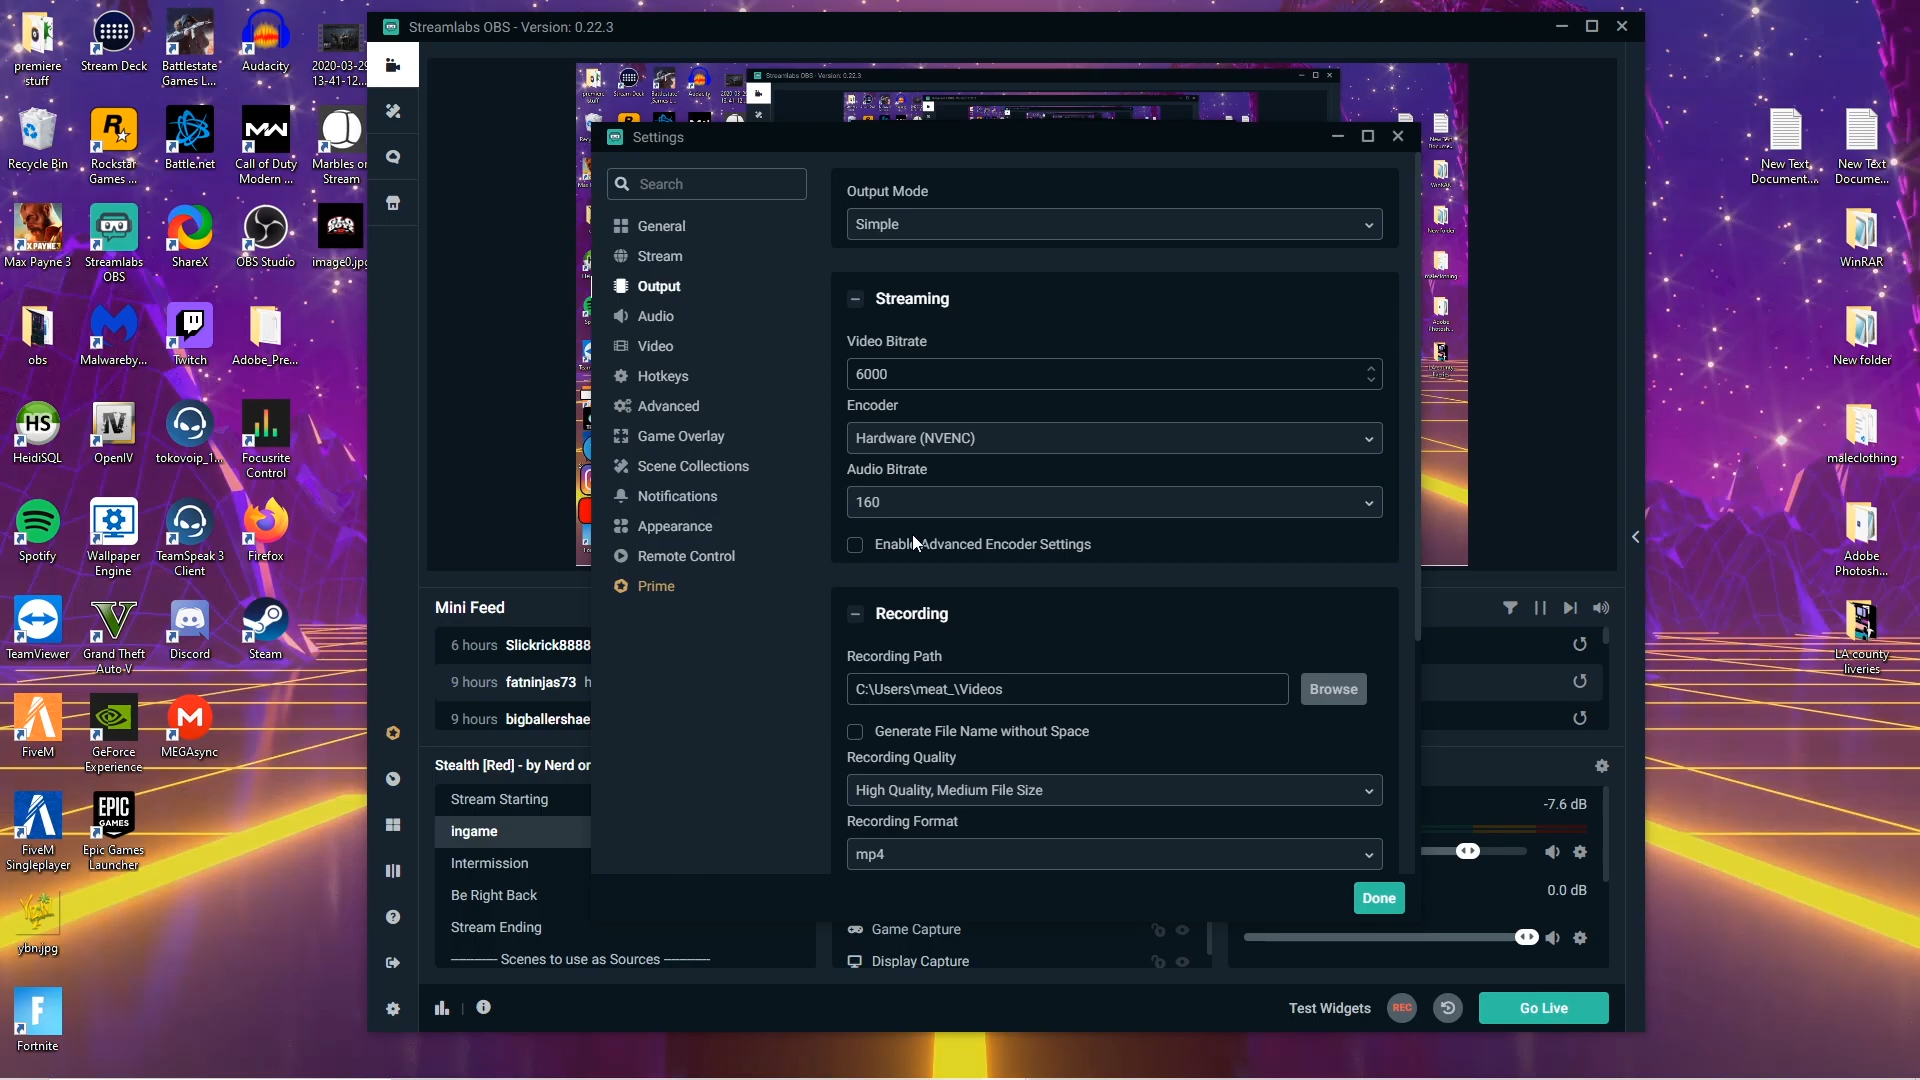 premiere
stuff
Stream Deck
Battlestate
Games L...
Audacity
2020-03-29
13-41-12...
Recycle Bin
Rockstar
Games ...
Battle.net
Call of Duty
Modern ...
Marbles on
Stream
Max Payne 3
Streamlabs
OBS
ShareX
OBS Studio
image0.jpg
obs
Malwareby...
Twitch
Adobe_Pre...
HeidiSQL
OpenIV
tokovoip_1...
Focusrite
Control
Spotify
Wallpaper
Engine
TeamSpeak 3
Client
Firefox
TeamViewer
Grand Theft
Auto V
Discord
Steam
FiveM
GeForce
Experience
MEGAsync
FiveM
Singleplayer
Epic Games
Launcher
ybn.jpg
Fortnite
Streamlabs OBS - Version: 0.22.3
Streamlabs OBS - Version: 0.22.3
Settings
Search
General
Stream
Output
Audio
Video
Hotkeys
Advanced
Game Overlay
Scene Collections
Notifications
Appearance
Remote Control
Prime
Output Mode
Simple
Streaming
Video Bitrate
6000
Encoder
Hardware (NVENC)
Audio Bitrate
160
Enable Advanced Encoder Settings
Recording
Recording Path
C:\Users\meat_\Videos
Browse
Generate File Name without Space
Recording Quality
High Quality, Medium File Size
Recording Format
mp4
Done
Mini Feed
6 hours Slickrick8888
9 hours fatninjas73 h
9 hours bigballershae
Stealth [Red] - by Nerd or
Stream Starting
ingame
Intermission
Be Right Back
Stream Ending
---------- Scenes to use as Sources ----------
Game Capture
Display Capture
-7.6 dB
0.0 dB
Test Widgets
REC
Go Live
New Text
Document....
New Text
Docume...
WinRAR
New folder
maleclothing
Adobe
Photosh...
LA county
liveries